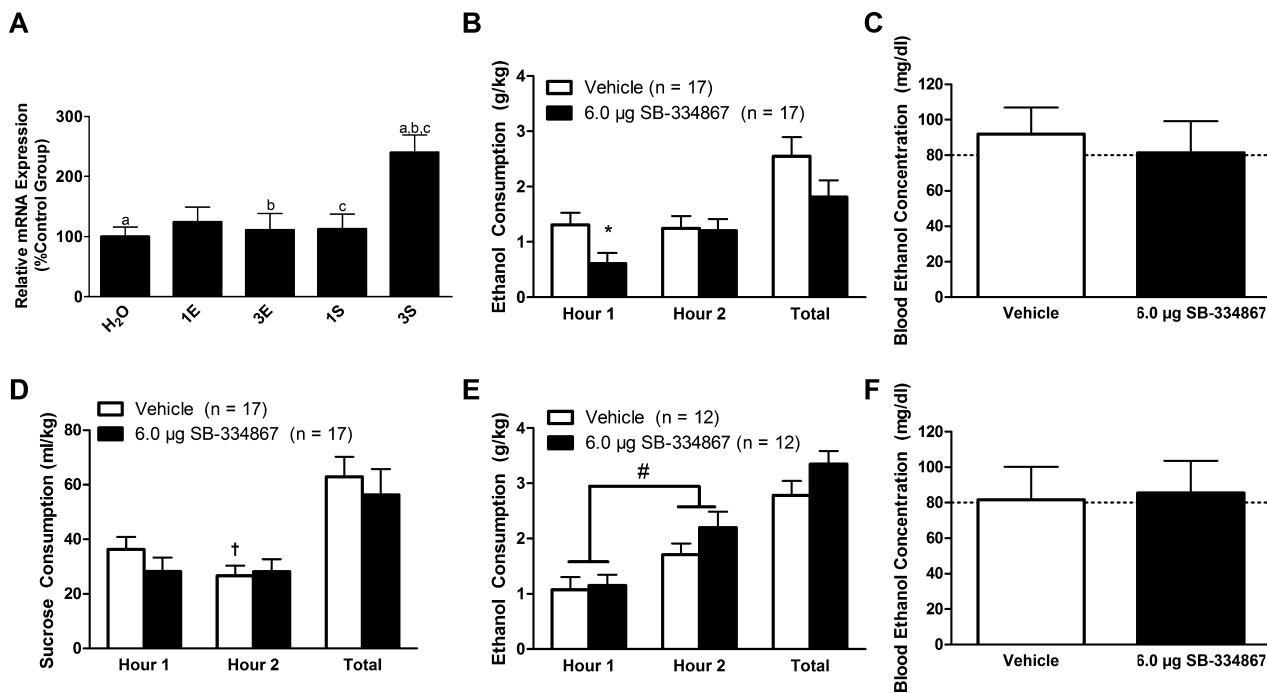 A
Relative mRNA Expression
(%Control Group)
300
200
100
0
a
b
c
a,b,c
H₂O
1E
3E
1S
3S
B
Ethanol Consumption (g/kg)
4
3
2
1
0
Vehicle (n = 17)
6.0 µg SB-334867 (n = 17)
*
Hour 1
Hour 2
Total
C
Blood Ethanol Concentration (mg/dl)
120
100
80
60
40
20
0
Vehicle
6.0 µg SB-334867
D
Sucrose Consumption (ml/kg)
80
60
40
20
0
Vehicle (n = 17)
6.0 µg SB-334867 (n = 17)
†
Hour 1
Hour 2
Total
E
Ethanol Consumption (g/kg)
4
3
2
1
0
Vehicle (n = 12)
6.0 µg SB-334867 (n = 12)
#
Hour 1
Hour 2
Total
F
Blood Ethanol Concentration (mg/dl)
120
100
80
60
40
20
0
Vehicle
6.0 µg SB-334867